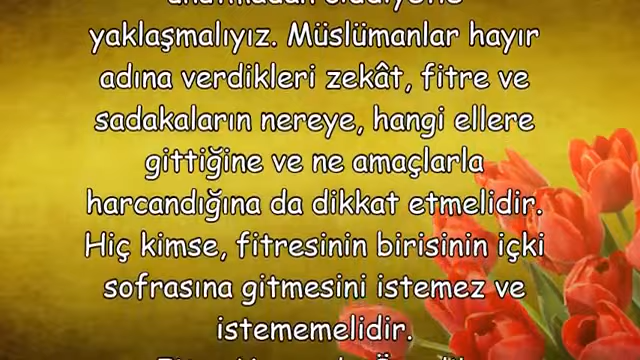 yaklaşmalıyız. Müslümanlar hayır
adına verdikleri zekât, fitre ve
sadakaların nereye, hangi ellere
gittiğine ve ne amaçlarla
harcandığına da dikkat etmelidir.
Hiç kimse, fitresinin birisinin içki
sofrasına gitmesini istemez ve
istememelidir.